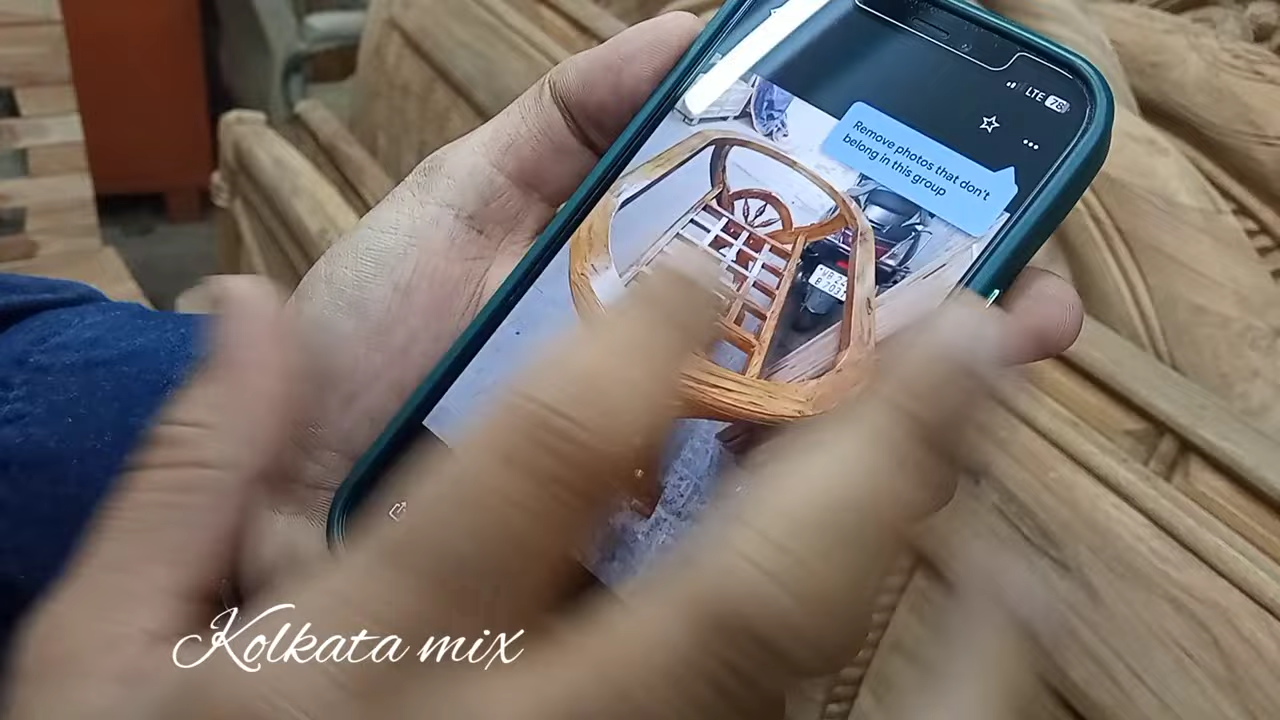 LTE 78
Remove photos that don't
belong in this group
Kolkata mix